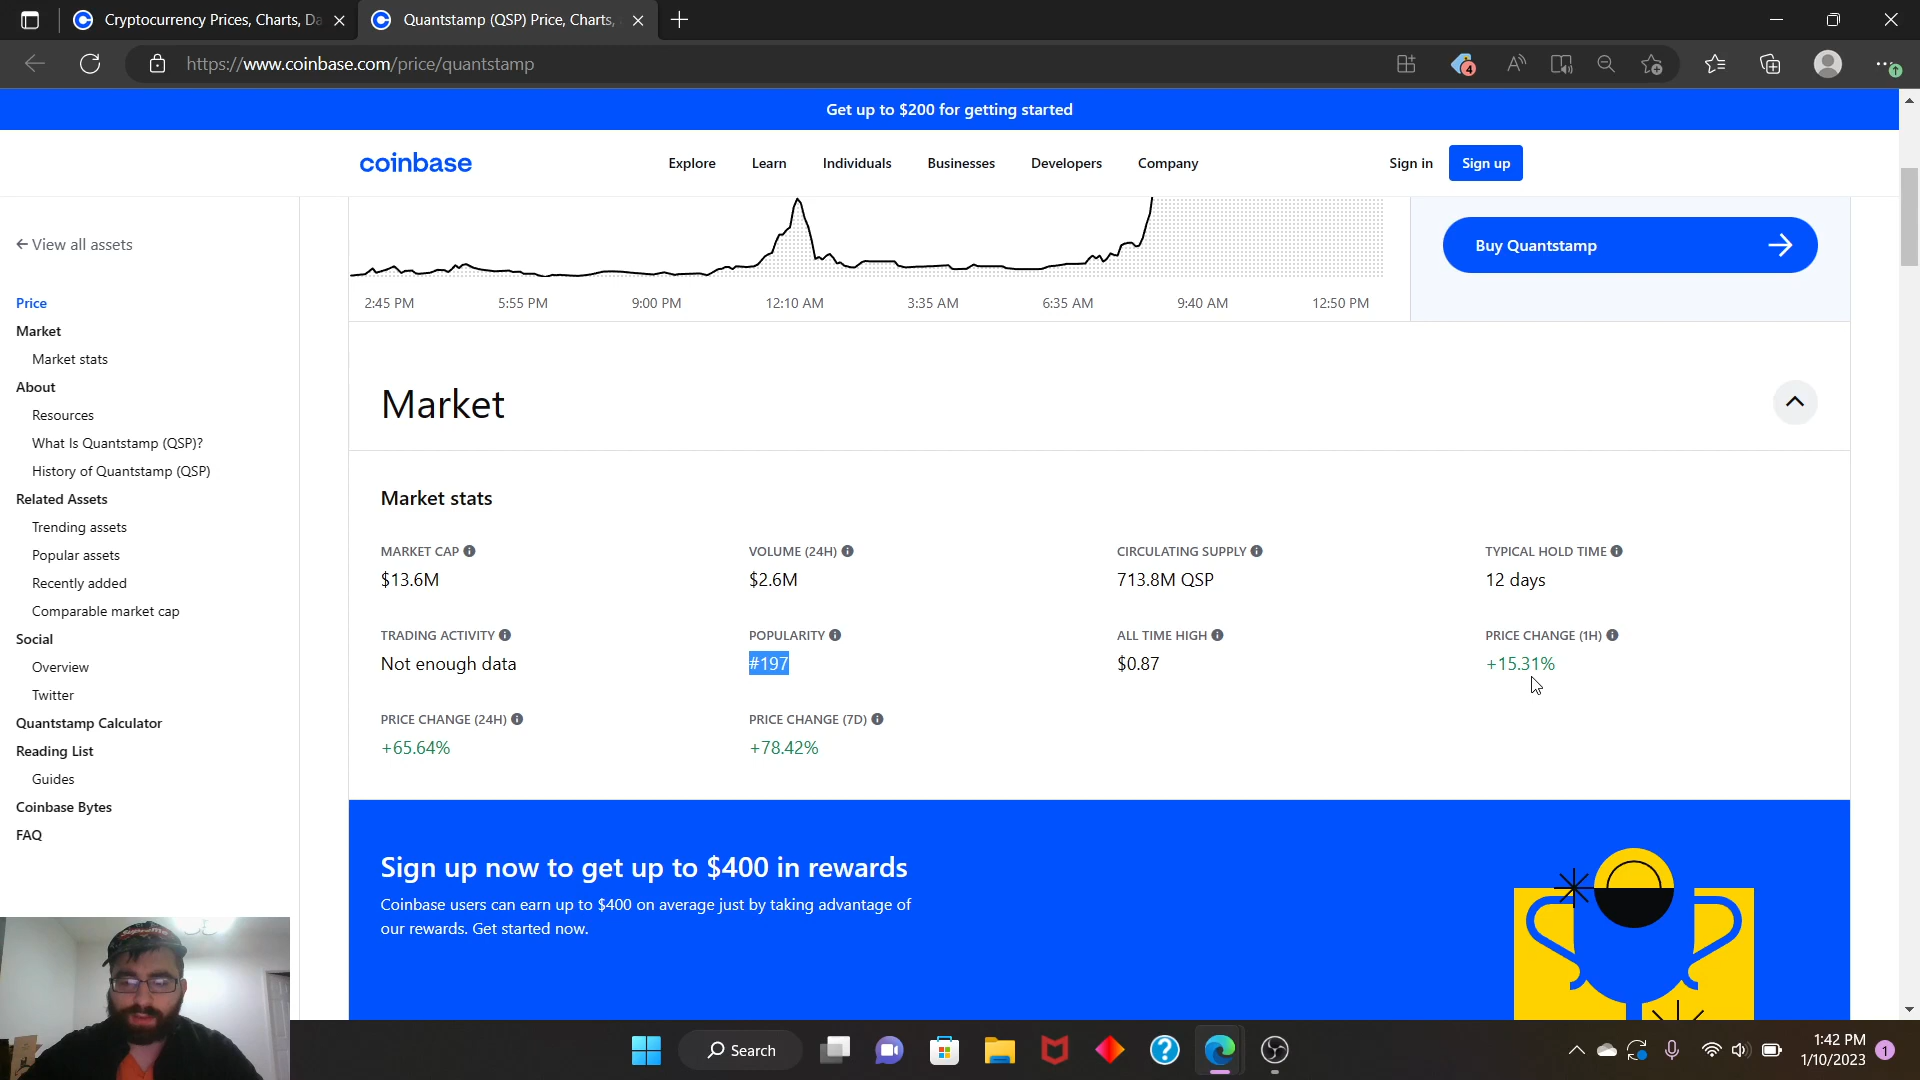 Cryptocurrency Prices, Charts, Da
Quantstamp (QSP) Price, Charts,
https://www.coinbase.com/price/quantstamp
4
Get up to $200 for getting started
coinbase
Explore
Learn
Individuals
Businesses
Developers
Company
Sign in
Sign up
← View all assets
Price
Market
Market stats
About
Resources
What Is Quantstamp (QSP)?
History of Quantstamp (QSP)
Related Assets
Trending assets
Popular assets
Recently added
Comparable market cap
Social
Overview
Twitter
Quantstamp Calculator
Reading List
Guides
Coinbase Bytes
FAQ
2:45 PM
5:55 PM
9:00 PM
12:10 AM
3:35 AM
6:35 AM
9:40 AM
12:50 PM
Buy Quantstamp
Market
Market stats
MARKET CAP
$13.6M
VOLUME (24H)
$2.6M
CIRCULATING SUPPLY
713.8M QSP
TYPICAL HOLD TIME
12 days
TRADING ACTIVITY
Not enough data
POPULARITY
#197
ALL TIME HIGH
$0.87
PRICE CHANGE (1H)
+15.31%
PRICE CHANGE (24H)
+65.64%
PRICE CHANGE (7D)
+78.42%
Sign up now to get up to $400 in rewards
Coinbase users can earn up to $400 on average just by taking advantage of
our rewards. Get started now.
Search
1:42 PM
1/10/2023
1